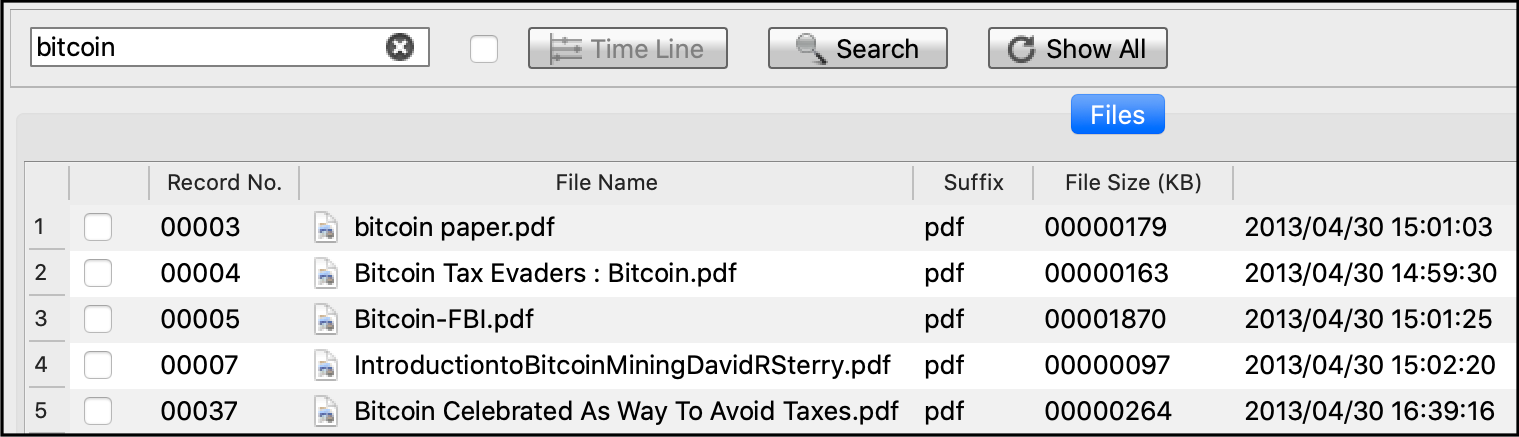 bitcoin Time Line Search Show All
Files
Record No. File Name Suffix File Size (KB)
1 00003 bitcoin paper.pdf pdf 00000179 2013/04/30 15:01:03
2 00004 Bitcoin Tax Evaders : Bitcoin.pdf pdf 00000163 2013/04/30 14:59:30
3 00005 Bitcoin-FBI.pdf pdf 00001870 2013/04/30 15:01:25
4 00007 IntroductiontoBitcoinMiningDavidRSterry.pdf pdf 00000097 2013/04/30 15:02:20
5 00037 Bitcoin Celebrated As Way To Avoid Taxes.pdf pdf 00000264 2013/04/30 16:39:16